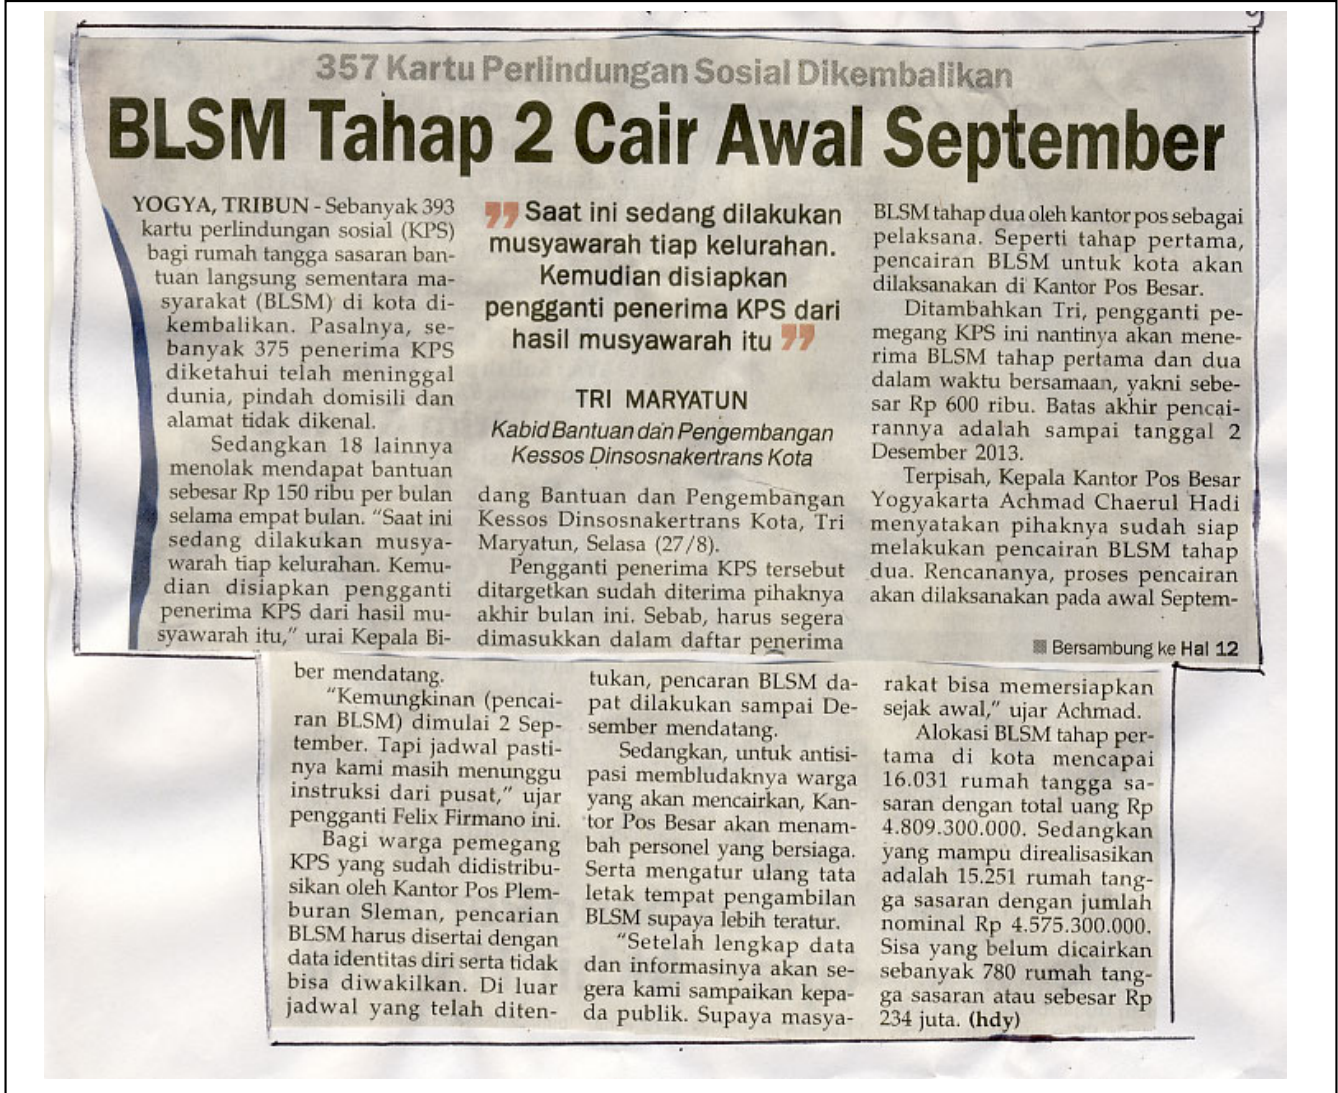 357 Kartu Perlindungan Sosial Dikembalikan
BLSM Tahap 2 Cair Awal September
YOGYA, TRIBUN - Sebanyak 393
kartu perlindungan sosial (KPS)
bagi rumah tangga sasaran ban-
tuan langsung sementara ma-
syarakat (BLSM) di kota di-
kembalikan. Pasalnya, se-
banyak 375 penerima KPS
diketahui telah meninggal
dunia, pindah domisili dan
alamat tidak dikenal.
Sedangkan 18 lainnya
menolak mendapat bantuan
sebesar Rp 150 ribu per bulan
selama empat bulan. “Saat ini
sedang dilakukan musya-
warah tiap kelurahan. Kemu-
dian disiapkan pengganti
penerima KPS dari hasil mu-
syawarah itu,” urai Kepala Bi-
”Saat ini sedang dilakukan
musyawarah tiap kelurahan.
Kemudian disiapkan
pengganti penerima KPS dari
hasil musyawarah itu ”
TRI MARYATUN
Kabid Bantuan dan Pengembangan
Kessos Dinsosnakertrans Kota
dang Bantuan dan Pengembangan
Kessos Dinsosnakertrans Kota, Tri
Maryatun, Selasa (27/8).
Pengganti penerima KPS tersebut
ditargetkan sudah diterima pihaknya
akhir bulan ini. Sebab, harus segera
dimasukkan dalam daftar penerima
BLSM tahap dua oleh kantor pos sebagai
pelaksana. Seperti tahap pertama,
pencairan BLSM untuk kota akan
dilaksanakan di Kantor Pos Besar.
Ditambahkan Tri, pengganti pe-
megang KPS ini nantinya akan mene-
rima BLSM tahap pertama dan dua
dalam waktu bersamaan, yakni sebe-
sar Rp 600 ribu. Batas akhir pencai-
rannya adalah sampai tanggal 2
Desember 2013.
Terpisah, Kepala Kantor Pos Besar
Yogyakarta Achmad Chaerul Hadi
menyatakan pihaknya sudah siap
melakukan pencairan BLSM tahap
dua. Rencananya, proses pencairan
akan dilaksanakan pada awal Septem-
Bersambung ke Hal 12
ber mendatang.
“Kemungkinan (pencai-
ran BLSM) dimulai 2 Sep-
tember. Tapi jadwal pasti-
nya kami masih menunggu
instruksi dari pusat,” ujar
pengganti Felix Firmano ini.
Bagi warga pemegang
KPS yang sudah didistribu-
sikan oleh Kantor Pos Plem-
buran Sleman, pencarian
BLSM harus disertai dengan
data identitas diri serta tidak
bisa diwakilkan. Di luar
jadwal yang telah diten-
tukan, pencaran BLSM da-
pat dilakukan sampai De-
sember mendatang.
Sedangkan, untuk antisi-
pasi membludaknya warga
yang akan mencairkan, Kan-
tor Pos Besar akan menam-
bah personel yang bersiaga.
Serta mengatur ulang tata
letak tempat pengambilan
BLSM supaya lebih teratur.
“Setelah lengkap data
dan informasinya akan se-
gera kami sampaikan kepa-
da publik. Supaya masya-
rakat bisa memersiapkan
sejak awal,” ujar Achmad.
Alokasi BLSM tahap per-
tama di kota mencapai
16.031 rumah tangga sa-
saran dengan total uang Rp
4.809.300.000. Sedangkan
yang mampu direalisasikan
adalah 15.251 rumah tang-
ga sasaran dengan jumlah
nominal Rp 4.575.300.000.
Sisa yang belum dicairkan
sebanyak 780 rumah tang-
ga sasaran atau sebesar Rp
234 juta. (hdy)